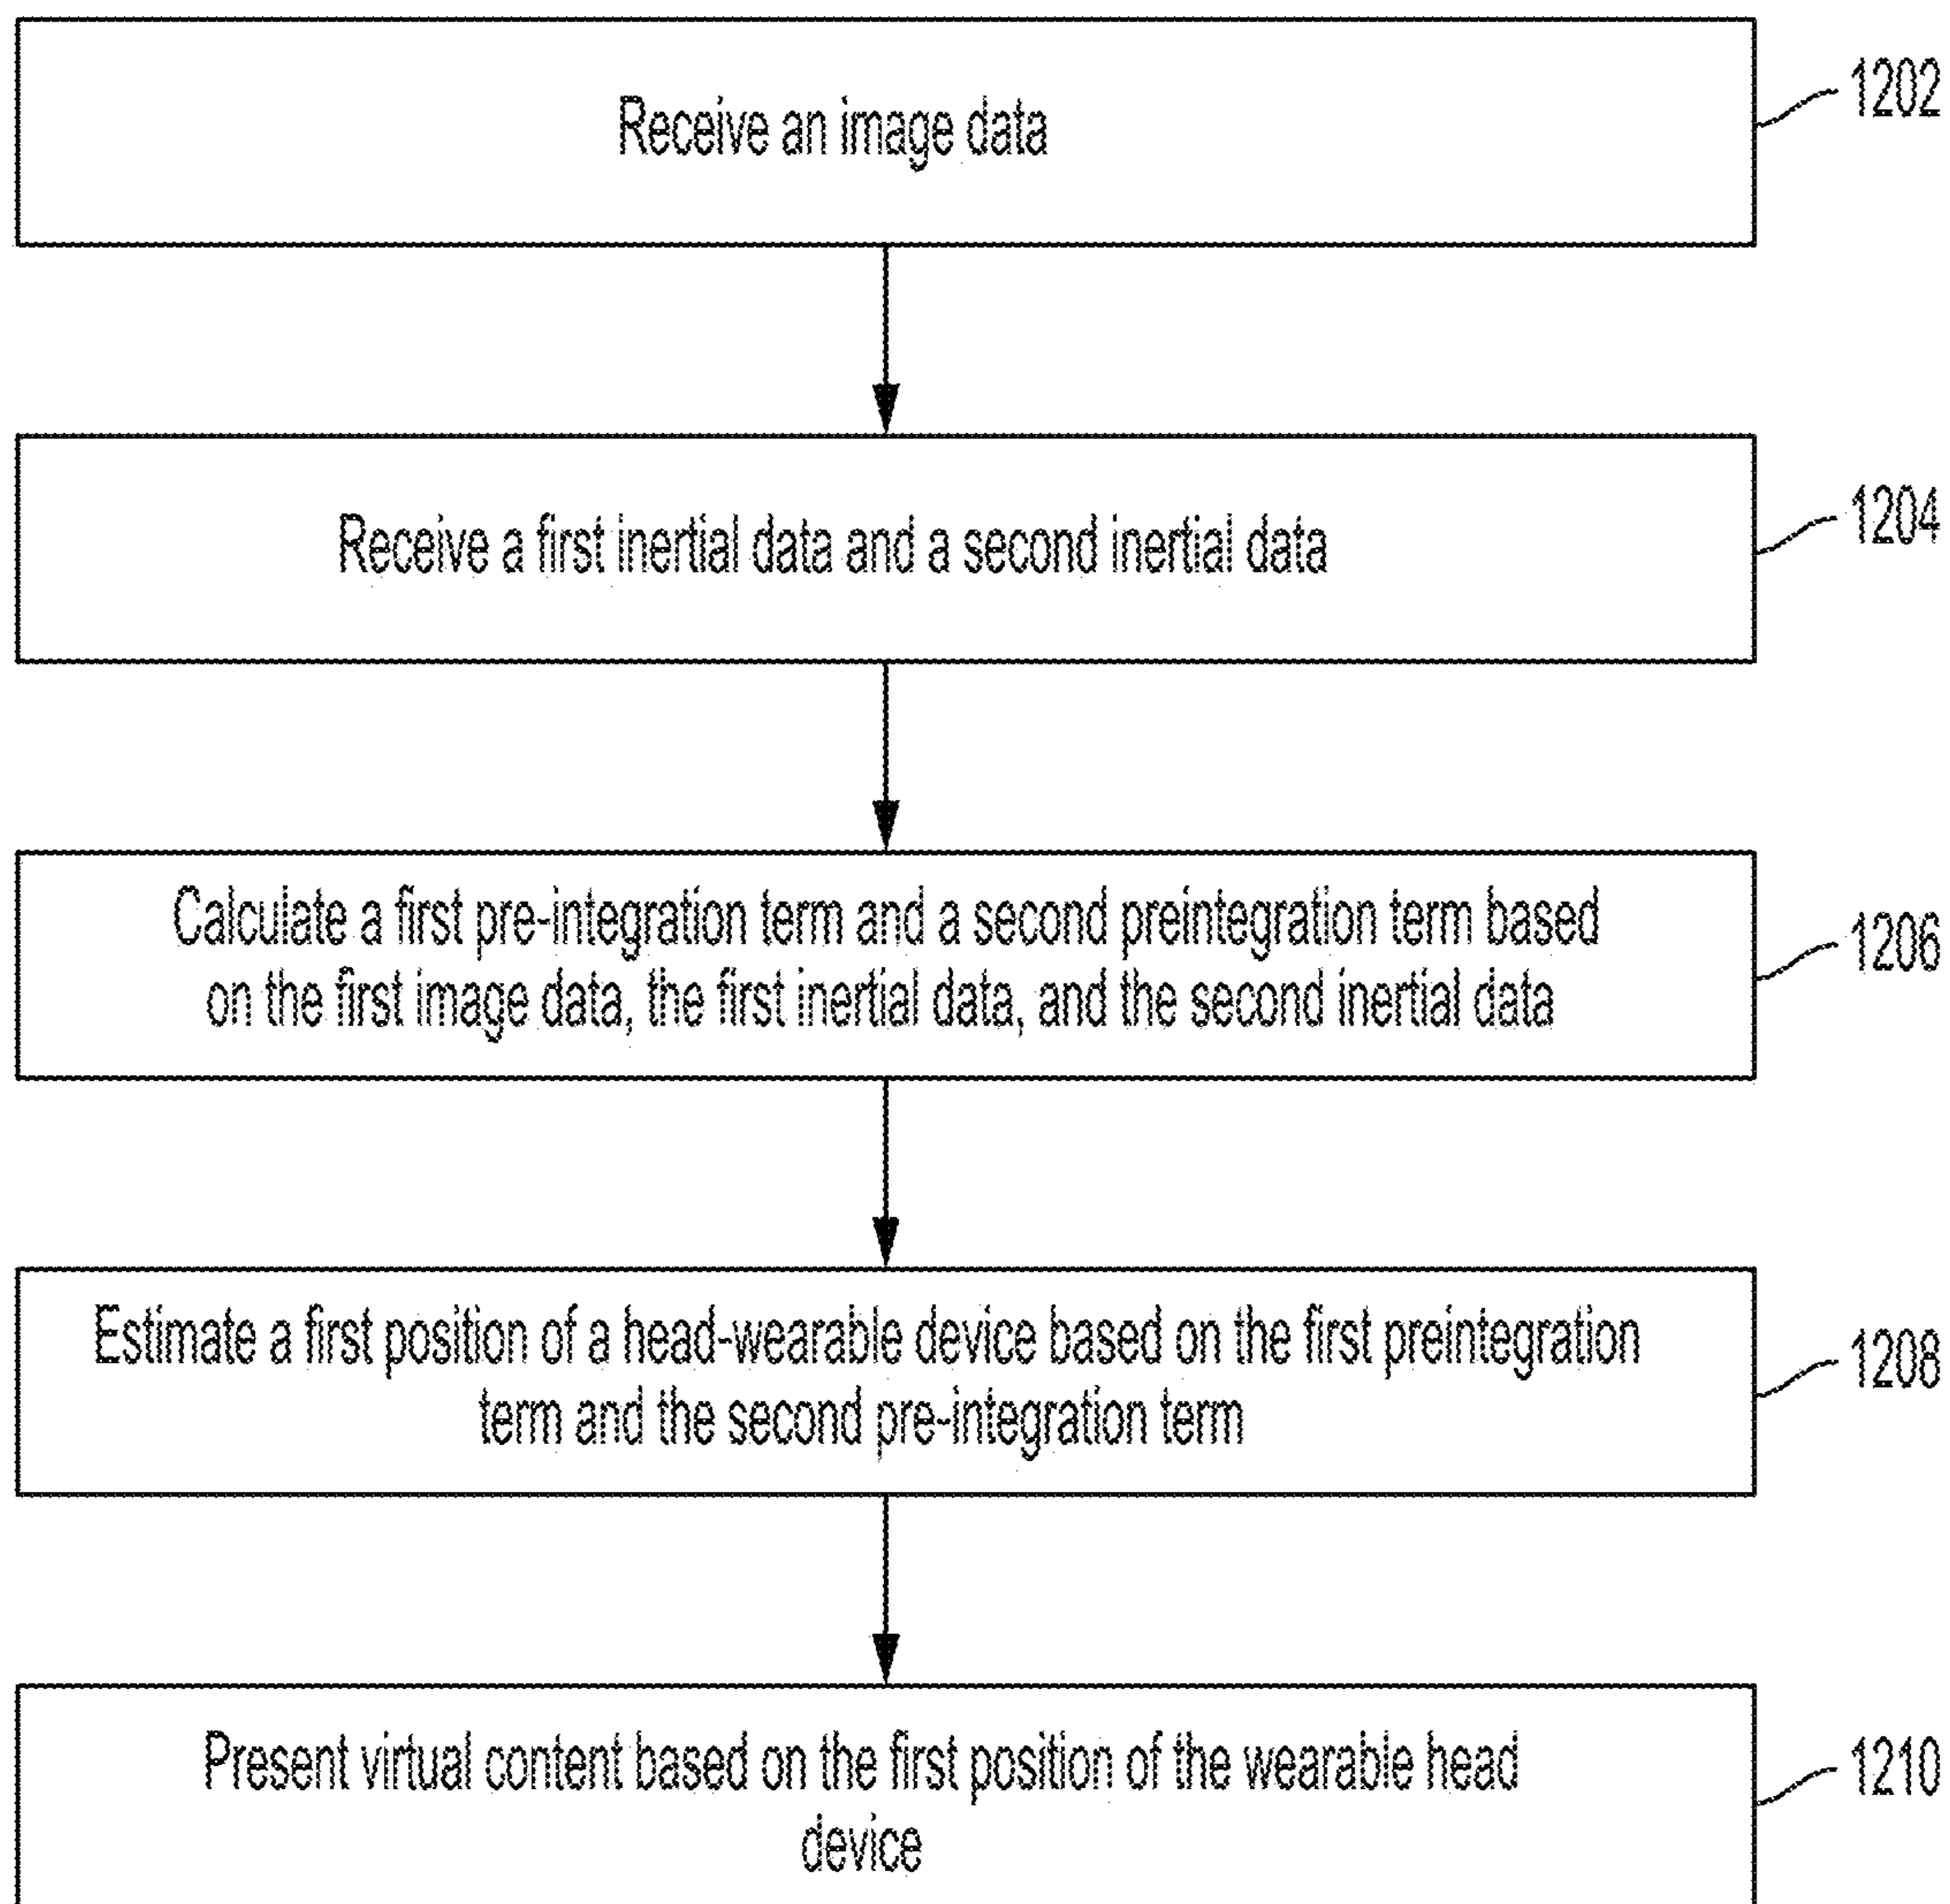 Receive an image data
1202
Receive a first inertial data and a second inertial data
1204
Calculate a first pre-integration term and a second preintegration term based
on the first image data, the first inertial data, and the second inertial data
1206
Estimate a first position of a head-wearable device based on the first preintegration
term and the second pre-integration term
1208
Present virtual content based on the first position of the wearable head
device
1210